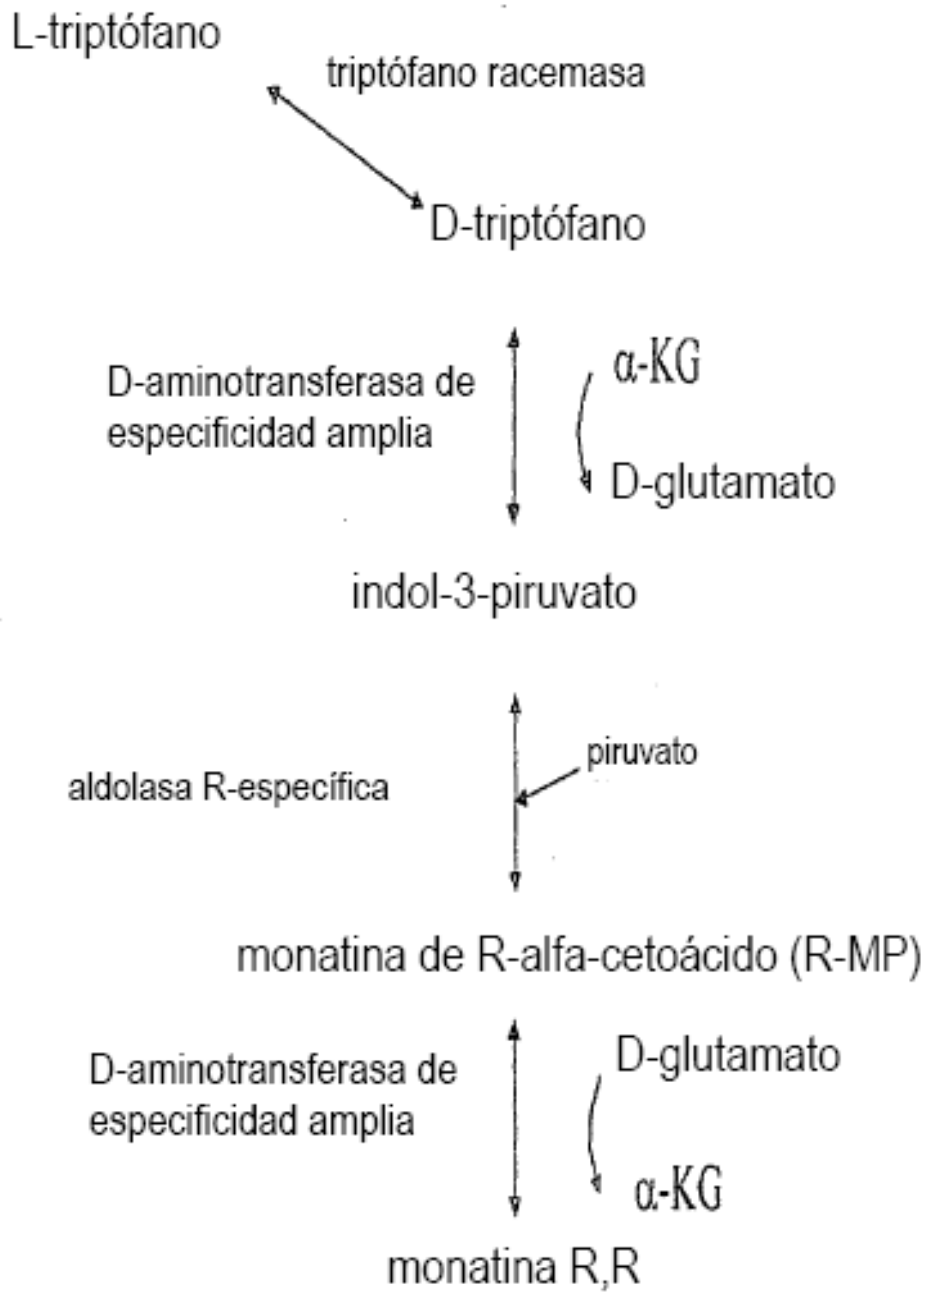 L-triptófano
triptófano racemasa
D-triptófano
D-aminotransferasa de
especificidad amplia
α-KG
D-glutamato
indol-3-piruvato
aldolasa R-específica
piruvato
monatina de R-alfa-cetoácido (R-MP)
D-aminotransferasa de
especificidad amplia
D-glutamato
α-KG
monatina R,R